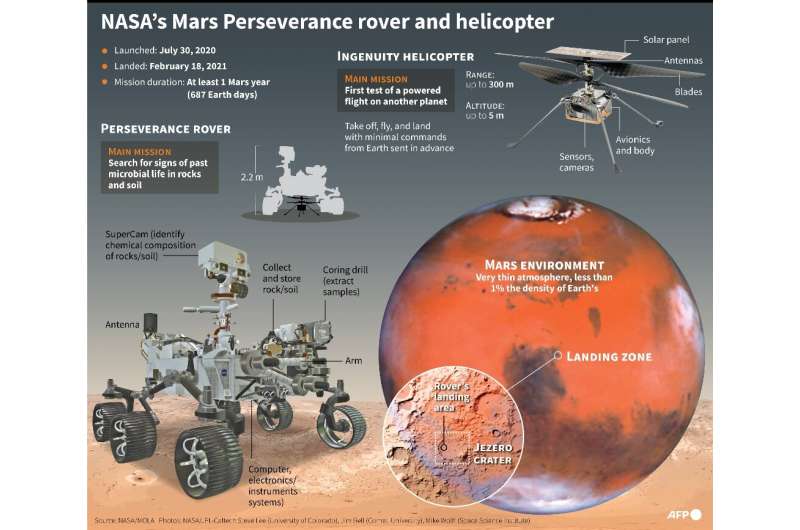 NASA's Mars Perseverance rover and helicopter
Launched: July 30, 2020
Landed: February 18, 2021
Mission duration: At least 1 Mars year
(687 Earth days)
PERSEVERANCE ROVER
MAIN MISSION
Search for signs of past
microbial life in rocks
and soil
2.2 m
INGENUITY HELICOPTER
MAIN MISSION
First test of a powered
flight on another planet
Take off, fly, and land
with minimal commands
from Earth sent in advance
RANGE:
up to 300 m
ALTITUDE:
up to 5 m
Solar panel
Antennas
Blades
Avionics
and body
Sensors,
cameras
SuperCam (identify
chemical composition
of rocks/soil)
Collect
and store
rock/soil
Coring drill
(extract
samples)
Antenna
Arm
Computer,
electronics/
instruments
systems)
MARS ENVIRONMENT
Very thin atmosphere, less than
1% the density of Earth's
LANDING ZONE
Rover's
landing
area
JEZERO
CRATER
Source: NASA/MOLA Photos: NASA/JPL-Caltech Steve Lee (University of Colorado), Jim Bell (Cornell University), Mike Wolff (Space Science Institute)
AFP